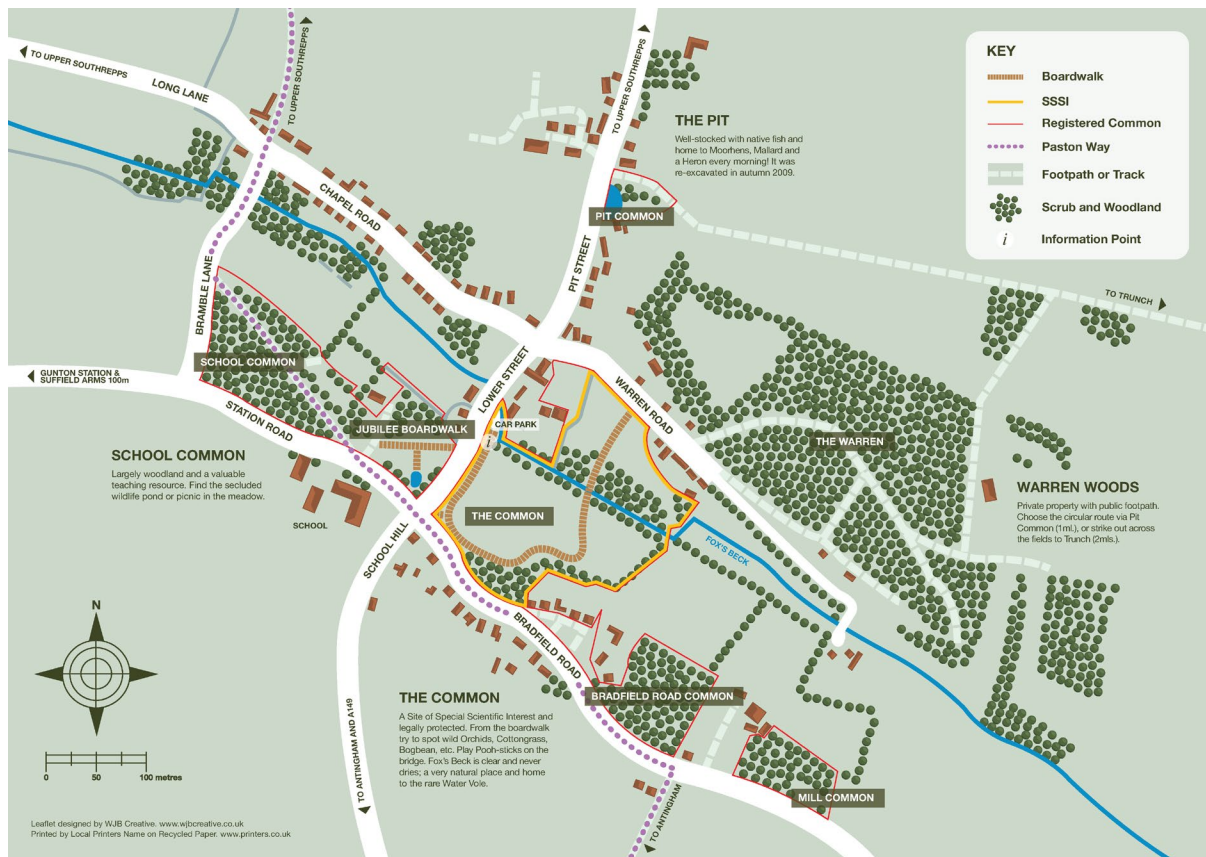 TO UPPER SOUTHREPPS
LONG LANE
TO UPPER SOUTHREPPS
TO UPPER SOUTHREPPS
KEY
Boardwalk
SSSI
Registered Common
Paston Way
Footpath or Track
Scrub and Woodland
i
Information Point
THE PIT
Well-stocked with native fish and
home to Moorhens, Mallard and
a Heron every morning! It was
re-excavated in autumn 2009.
CHAPEL ROAD
PIT COMMON
PIT STREET
BRAMBLE LANE
TO TRUNCH
SCHOOL COMMON
GUNTON STATION &
SUFFIELD ARMS 100m
STATION ROAD
LOWER STREET
WARREN ROAD
JUBILEE BOARDWALK
CAR PARK
i
THE WARREN
SCHOOL COMMON
Largely woodland and a valuable
teaching resource. Find the secluded
wildlife pond or picnic in the meadow.
SCHOOL
THE COMMON
WARREN WOODS
Private property with public footpath.
Choose the circular route via Pit
Common (1ml.), or strike out across
the fields to Trunch (2mls.).
SCHOOL HILL
FOX'S BECK
N
BRADFIELD ROAD
THE COMMON
A Site of Special Scientific Interest and
legally protected. From the boardwalk
try to spot wild Orchids, Cottongrass,
Bogbean, etc. Play Pooh-sticks on the
bridge. Fox's Beck is clear and never
dries; a very natural place and home
to the rare Water Vole.
BRADFIELD ROAD COMMON
TO ANTINGHAM AND A149
0 50 100 metres
MILL COMMON
TO ANTINGHAM
Leaflet designed by WJB Creative. www.wjbcreative.co.uk
Printed by Local Printers Name on Recycled Paper. www.printers.co.uk